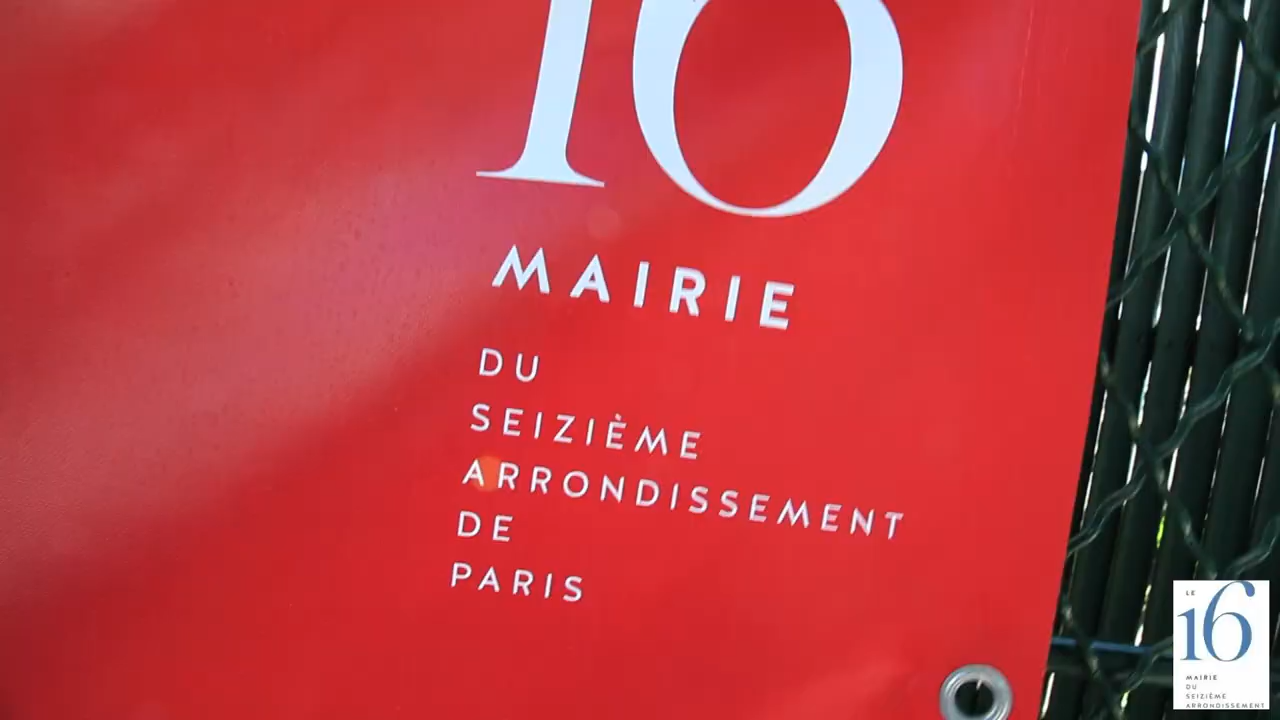 16
MAIRIE
DU
SEIZIÈME
ARRONDISSEMENT
DE
PARIS
LE
16
MAIRIE
DU
SEIZIÈME
ARRONDISSEMENT